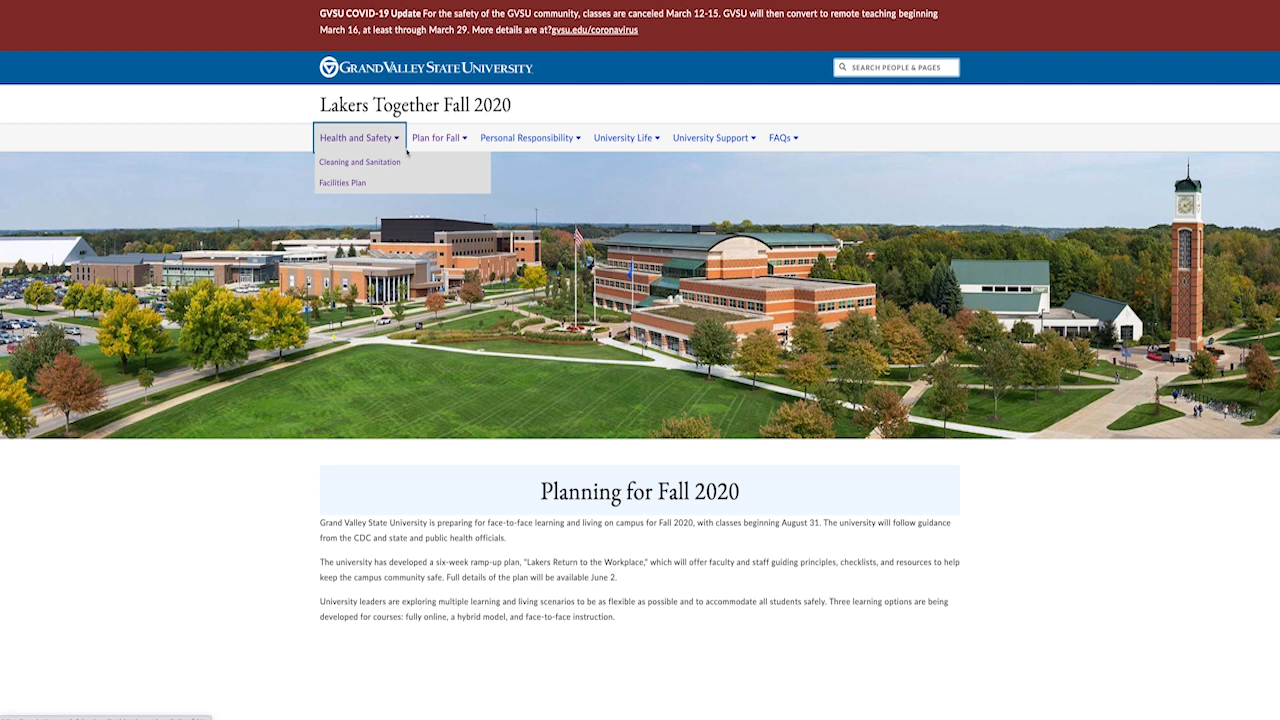 GVSU COVID-19 Update For the safety of the GVSU community, classes are canceled March 12-15. GVSU will then convert to remote teaching beginning
March 16, at least through March 29. More details are at?gvsu.edu/coronavirus
GRAND VALLEY STATE UNIVERSITY
SEARCH PEOPLE & PAGES
Lakers Together Fall 2020
Health and Safety Plan for Fall Personal Responsibility University Life University Support FAQs
Cleaning and Sanitation
Facilities Plan
Planning for Fall 2020
Grand Valley State University is preparing for face-to-face learning and living on campus for Fall 2020, with classes beginning August 31. The university will follow guidance
from the CDC and state and public health officials.
The university has developed a six-week ramp-up plan, "Lakers Return to the Workplace," which will offer faculty and staff guiding principles, checklists, and resources to help
keep the campus community safe. Full details of the plan will be available June 2.
University leaders are exploring multiple learning and living scenarios to be as flexible as possible and to accommodate all students safely. Three learning options are being
developed for courses: fully online, a hybrid model, and face-to-face instruction.